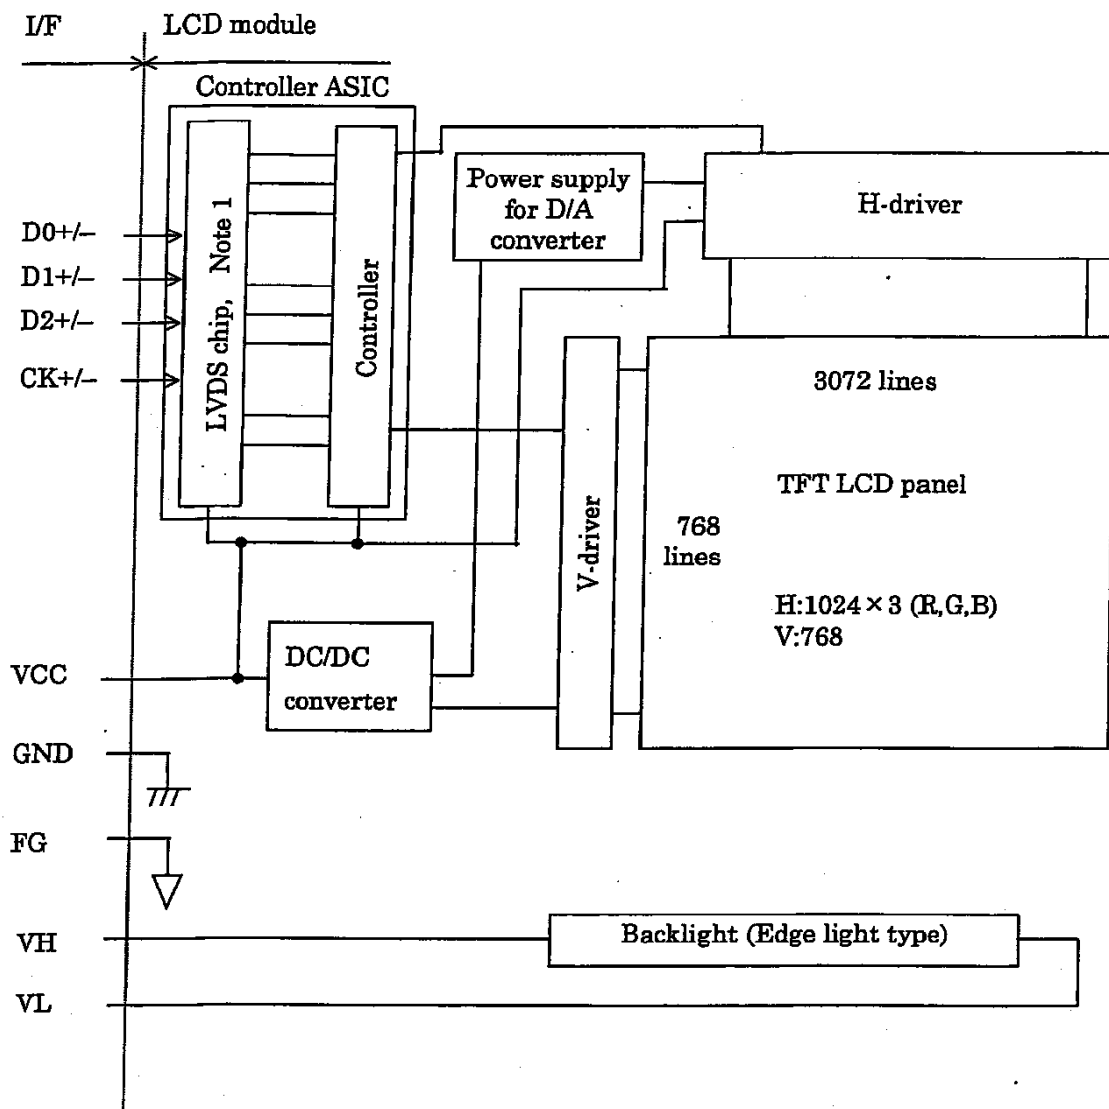 I/F
LCD module
Controller ASIC
LVDS chip, Note 1
Controller
Power supply
for D/A
converter
H-driver
D0+/–
D1+/–
D2+/–
CK+/–
3072 lines
TFT LCD panel
768
lines
V-driver
H:1024×3 (R,G,B)
V:768
VCC
DC/DC
converter
GND
FG
VH
Backlight (Edge light type)
VL